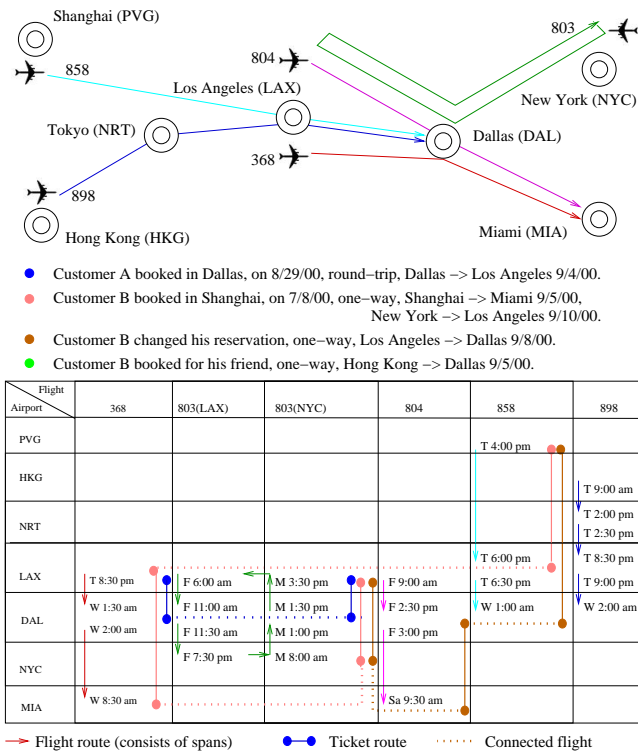 Shanghai (PVG)
803
804
858
Los Angeles (LAX)
New York (NYC)
Tokyo (NRT)
Dallas (DAL)
368
898
Miami (MIA)
Hong Kong (HKG)
Customer A booked in Dallas, on 8/29/00, round−trip, Dallas −> Los Angeles 9/4/00.
Customer B booked in Shanghai, on 7/8/00, one−way, Shanghai −> Miami 9/5/00,
New York −> Los Angeles 9/10/00.
Customer B changed his reservation, one−way, Los Angeles −> Dallas 9/8/00.
Customer B booked for his friend, one−way, Hong Kong −> Dallas 9/5/00.
Flight
Airport 368 803(LAX) 803(NYC) 804 858 898
PVG T 4:00 pm
HKG T 9:00 am
T 2:00 pm
NRT T 2:30 pm
T 6:00 pm T 8:30 pm
LAX T 8:30 pm F 6:00 am M 3:30 pm F 9:00 am T 6:30 pm T 9:00 pm
W 1:30 am F 11:00 am M 1:30 pm F 2:30 pm W 1:00 am W 2:00 am
DAL W 2:00 am F 11:30 am M 1:00 pm F 3:00 pm
NYC F 7:30 pm M 8:00 am
MIA W 8:30 am Sa 9:30 am
Flight route (consists of spans) Ticket route Connected flight